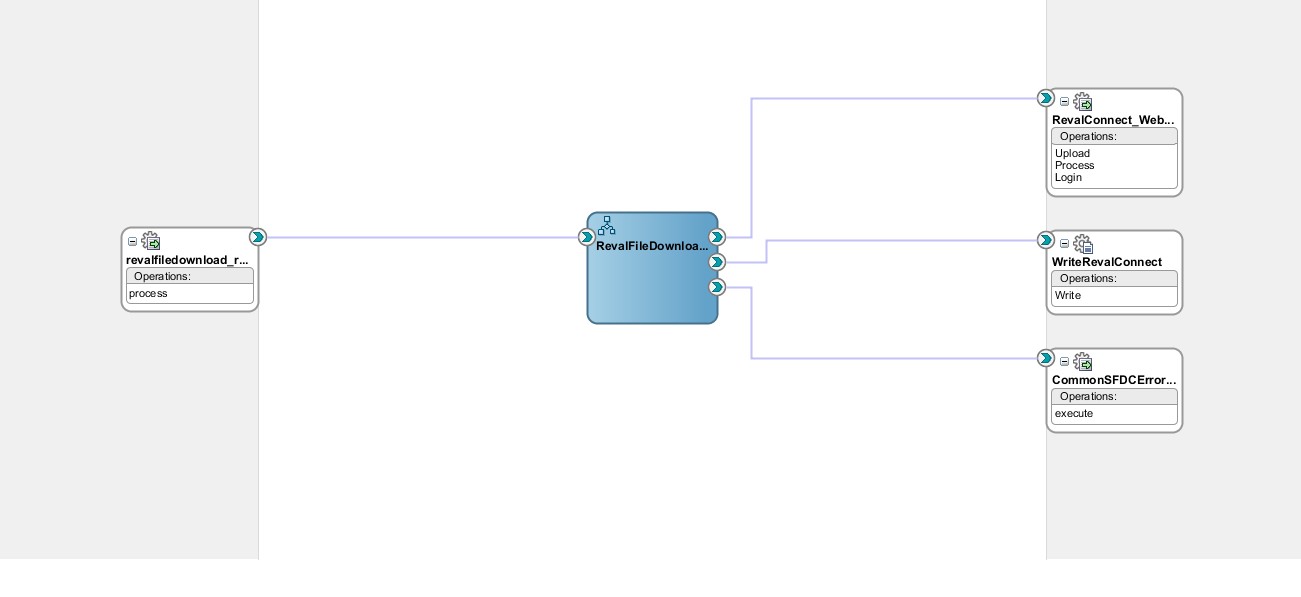 revalfiledownload_r...
Operations:
process
RevalFileDownloa...
RevalConnect_Web...
Operations:
Upload
Process
Login
WriteRevalConnect
Operations:
Write
CommonSFDCError...
Operations:
execute